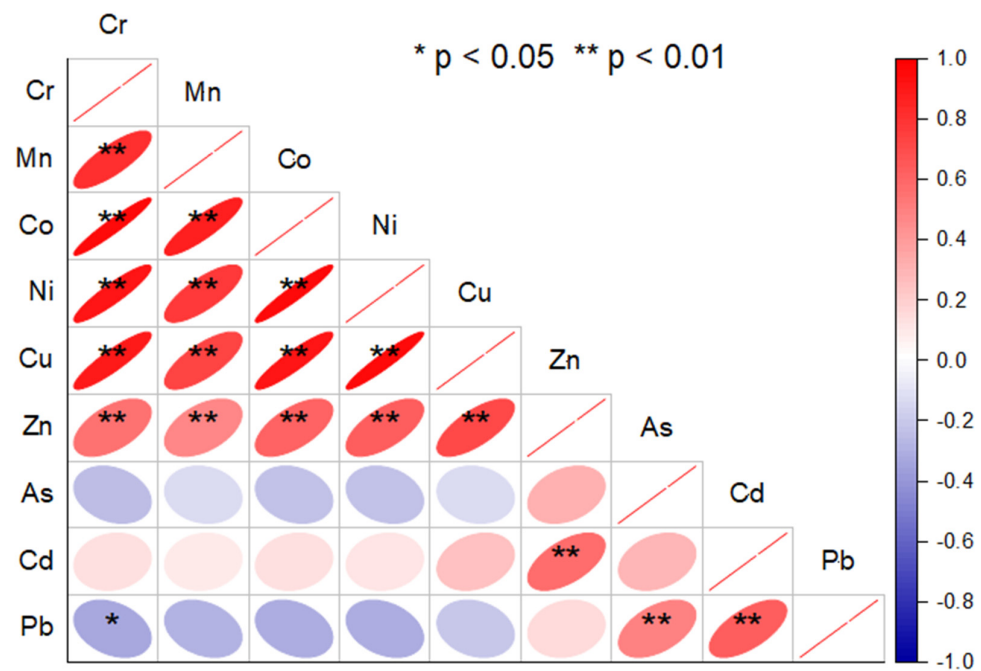 Cr
* p < 0.05 ** p < 0.01
1.0
Cr Mn
0.8
Mn ** Co
0.6
Co ** ** Ni
0.4
Ni ** ** ** Cu
0.2
Cu ** ** ** ** Zn
0.0
Zn ** ** ** ** ** As
-0.2
As Cd
-0.4
Cd ** Pb
-0.6
Pb * ** **
-0.8
-1.0